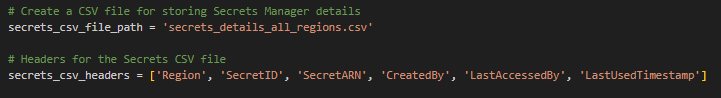 # Create a CSV file for storing Secrets Manager details
secrets_csv_file_path = 'secrets_details_all_regions.csv'
# Headers for the Secrets CSV file
secrets_csv_headers = ['Region', 'SecretID', 'SecretARN', 'CreatedBy', 'LastAccessedBy', 'LastUsedTimestamp']